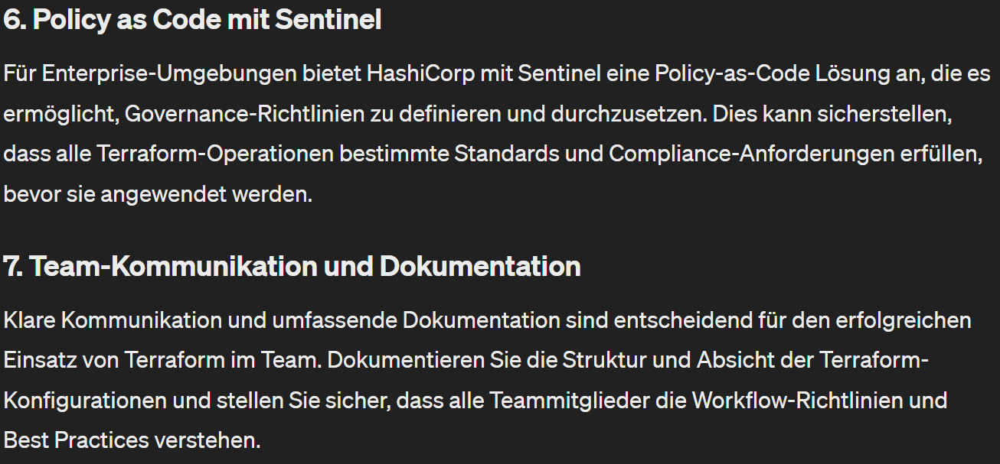 6. Policy as Code mit Sentinel
Für Enterprise-Umgebungen bietet HashiCorp mit Sentinel eine Policy-as-Code Lösung an, die es
ermöglicht, Governance-Richtlinien zu definieren und durchzusetzen. Dies kann sicherstellen,
dass alle Terraform-Operationen bestimmte Standards und Compliance-Anforderungen erfüllen,
bevor sie angewendet werden.
7. Team-Kommunikation und Dokumentation
Klare Kommunikation und umfassende Dokumentation sind entscheidend für den erfolgreichen
Einsatz von Terraform im Team. Dokumentieren Sie die Struktur und Absicht der Terraform-
Konfigurationen und stellen Sie sicher, dass alle Teammitglieder die Workflow-Richtlinien und
Best Practices verstehen.